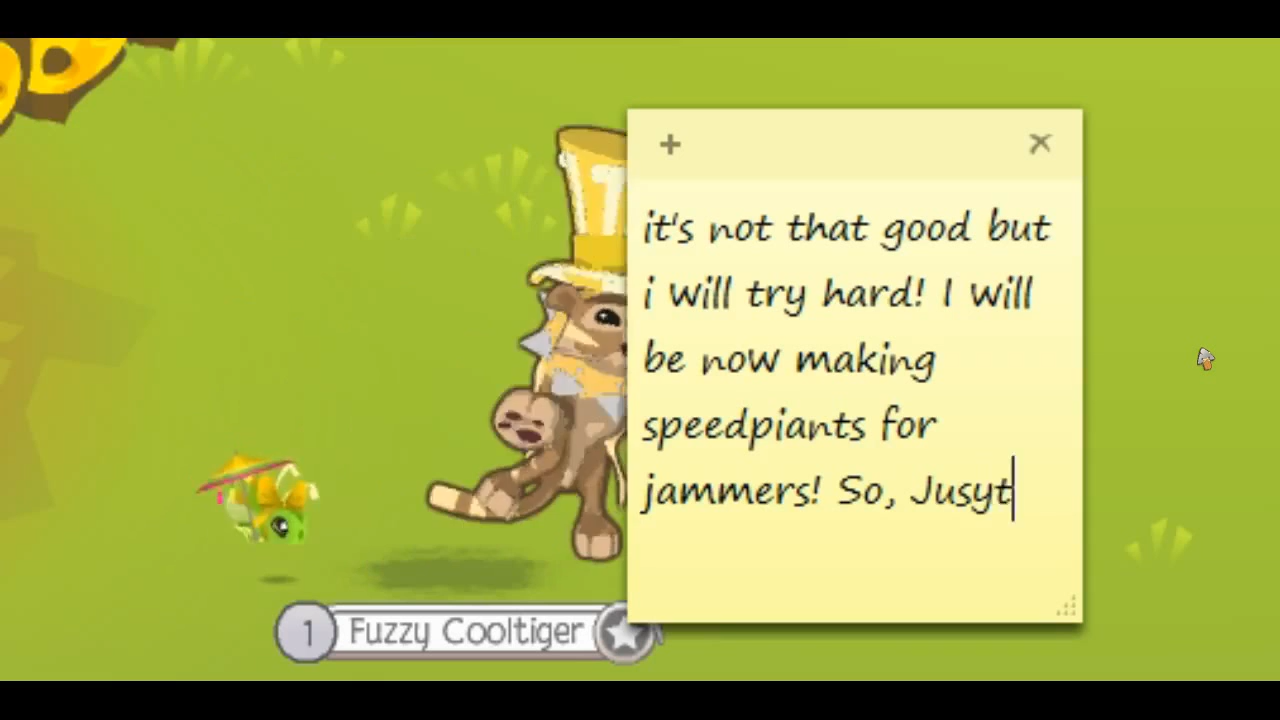 it's not that good but
i will try hard! I will
be now making
speedpiants for
jammers! So, Jusyt
1 Fuzzy Cooltiger